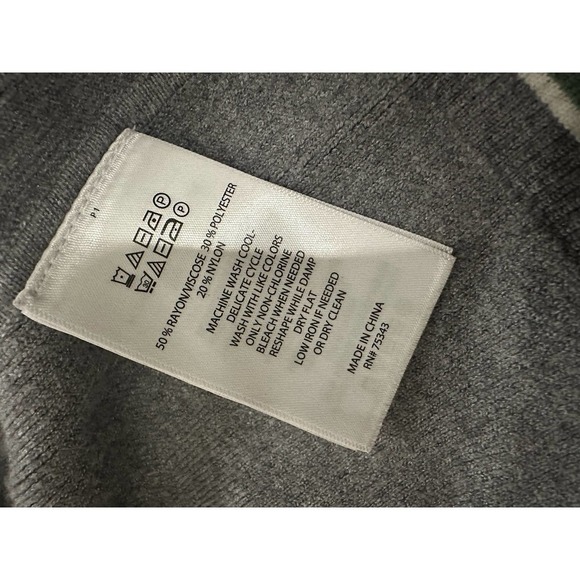 P1
P
P
30
50% RAYON/VISCOSE 30% POLYESTER
20% NYLON
MACHINE WASH COOL-
DELICATE CYCLE
WASH WITH LIKE COLORS
ONLY NON-CHLORINE
BLEACH WHEN NEEDED
RESHAPE WHILE DAMP
DRY FLAT
LOW IRON IF NEEDED
OR DRY CLEAN
MADE IN CHINA
RN# 75343